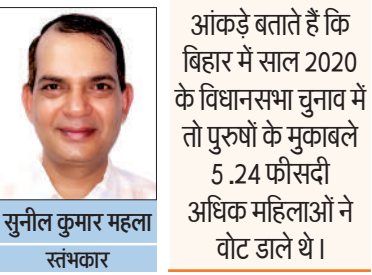 सुनील कुमार महला
स्तंभकार
आंकड़े बताते हैं कि
बिहार में साल 2020
के विधानसभा चुनाव में
तो पुरुषों के मुकाबले
5.24 फीसदी
अधिक महिलाओं ने
वोट डाले थे।